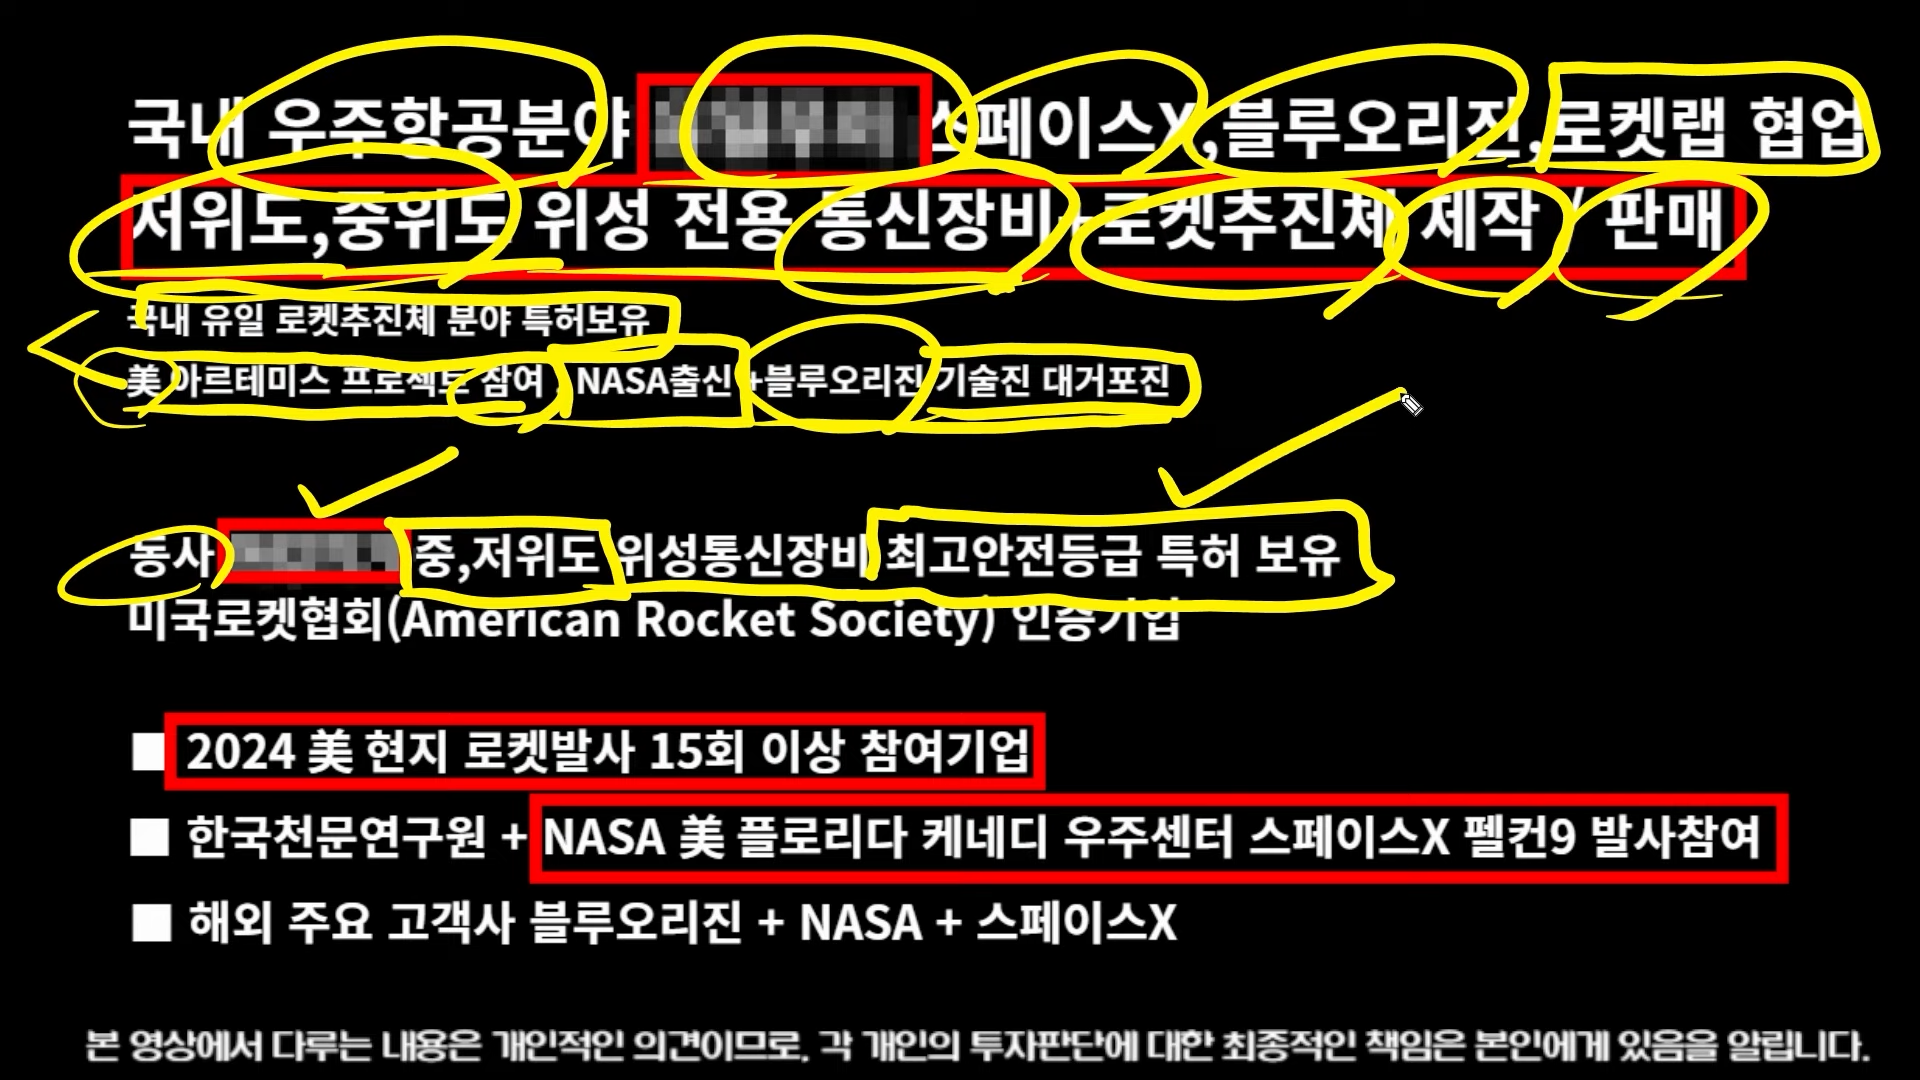 국내 우주항공분야 스페이스X,블루오리진,로켓랩 협업
저위도,중위도 위성 전용 통신장비+로켓추진체 제작 / 판매
국내 유일 로켓추진체 분야 특허보유
美 아르테미스 프로젝트 참여 NASA출신 +블루오리진 기술진 대거포진
동사 중,저위도 위성통신장비 최고안전등급 특허 보유
미국로켓협회(American Rocket Society) 인증기업
■ 2024 美 현지 로켓발사 15회 이상 참여기업
■ 한국천문연구원 + NASA 美 플로리다 케네디 우주센터 스페이스X 펠컨9 발사참여
■ 해외 주요 고객사 블루오리진 + NASA + 스페이스X
본 영상에서 다루는 내용은 개인적인 의견이므로, 각 개인의 투자판단에 대한 최종적인 책임은 본인에게 있음을 알립니다.